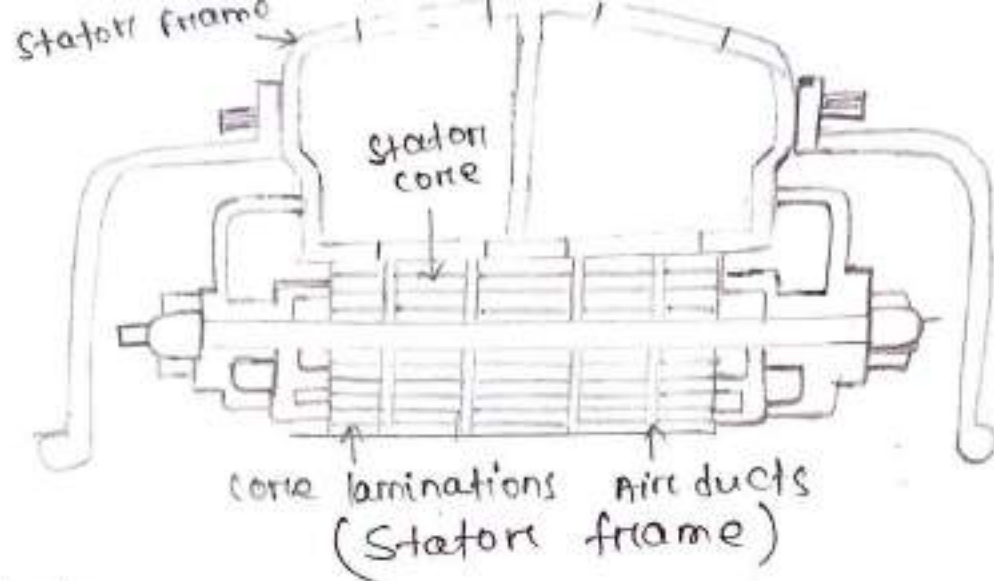 Stator frame
Stator
core
core laminations Air ducts
(Stator frame)